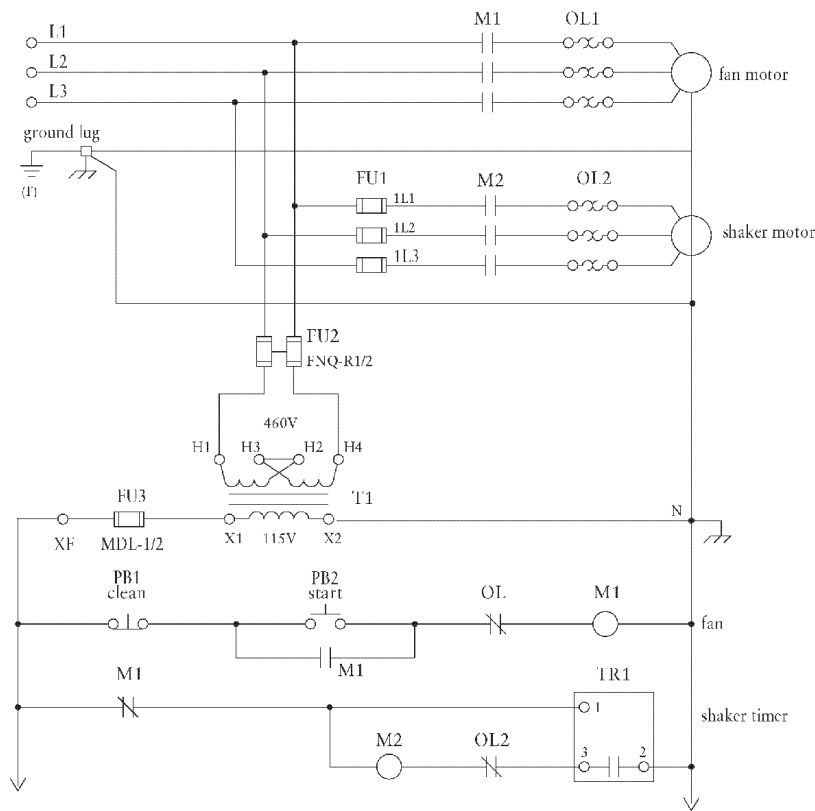 M1 OL1
L1
L2
fan motor
L3
ground lug
(F)
FU1 M2 OL2
1L1
1L2
shaker motor
1L3
FU2
FNQ-R1/2
460V
H1 H3 H2 H4
T1
FU3
N
XF MDL-1/2 X1 115V X2
PB1
clean
PB2
start
OL M1
fan
M1
M1
TR1
1
shaker timer
M2 OL2
3 2